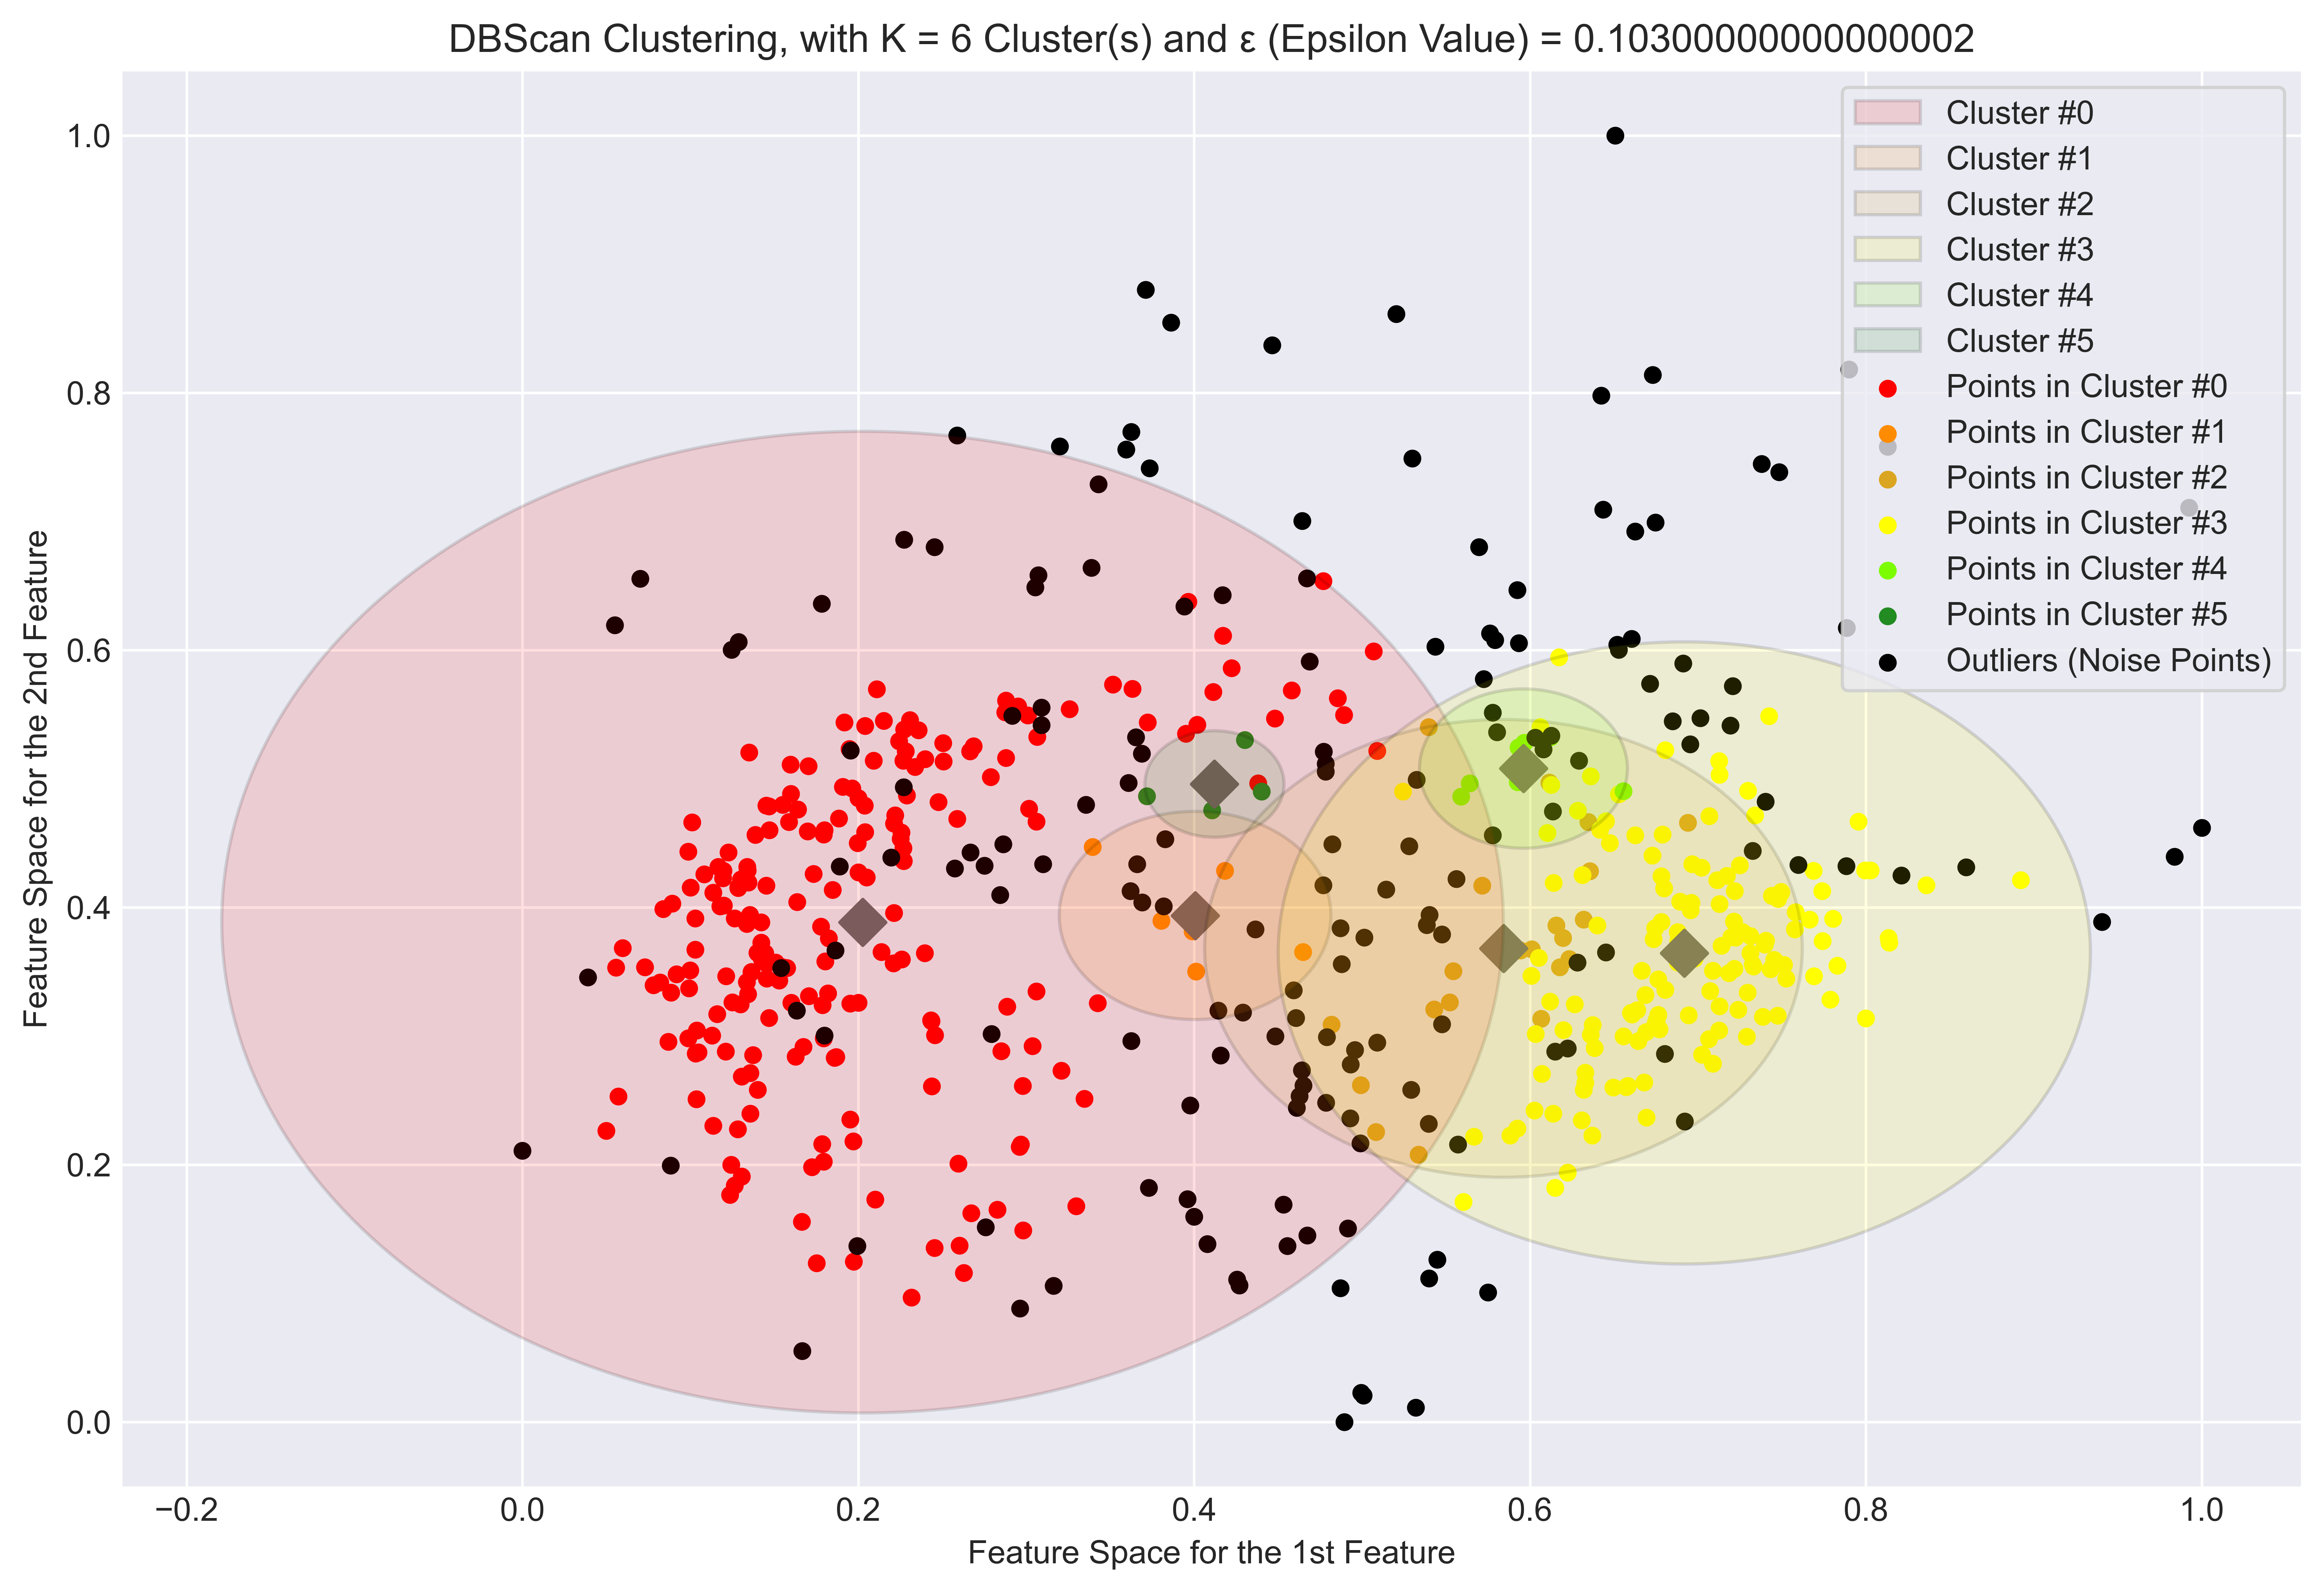 DBScan Clustering, with K = 6 Cluster(s) and ε (Epsilon Value) = 0.10300000000000002
Cluster #0
Cluster #1
Cluster #2
Cluster #3
Cluster #4
Cluster #5
Points in Cluster #0
Points in Cluster #1
Points in Cluster #2
Points in Cluster #3
Points in Cluster #4
Points in Cluster #5
Outliers (Noise Points)
Feature Space for the 2nd Feature
1.0
0.8
0.6
0.4
0.2
0.0
−0.2 0.0 0.2 0.4 0.6 0.8 1.0
Feature Space for the 1st Feature